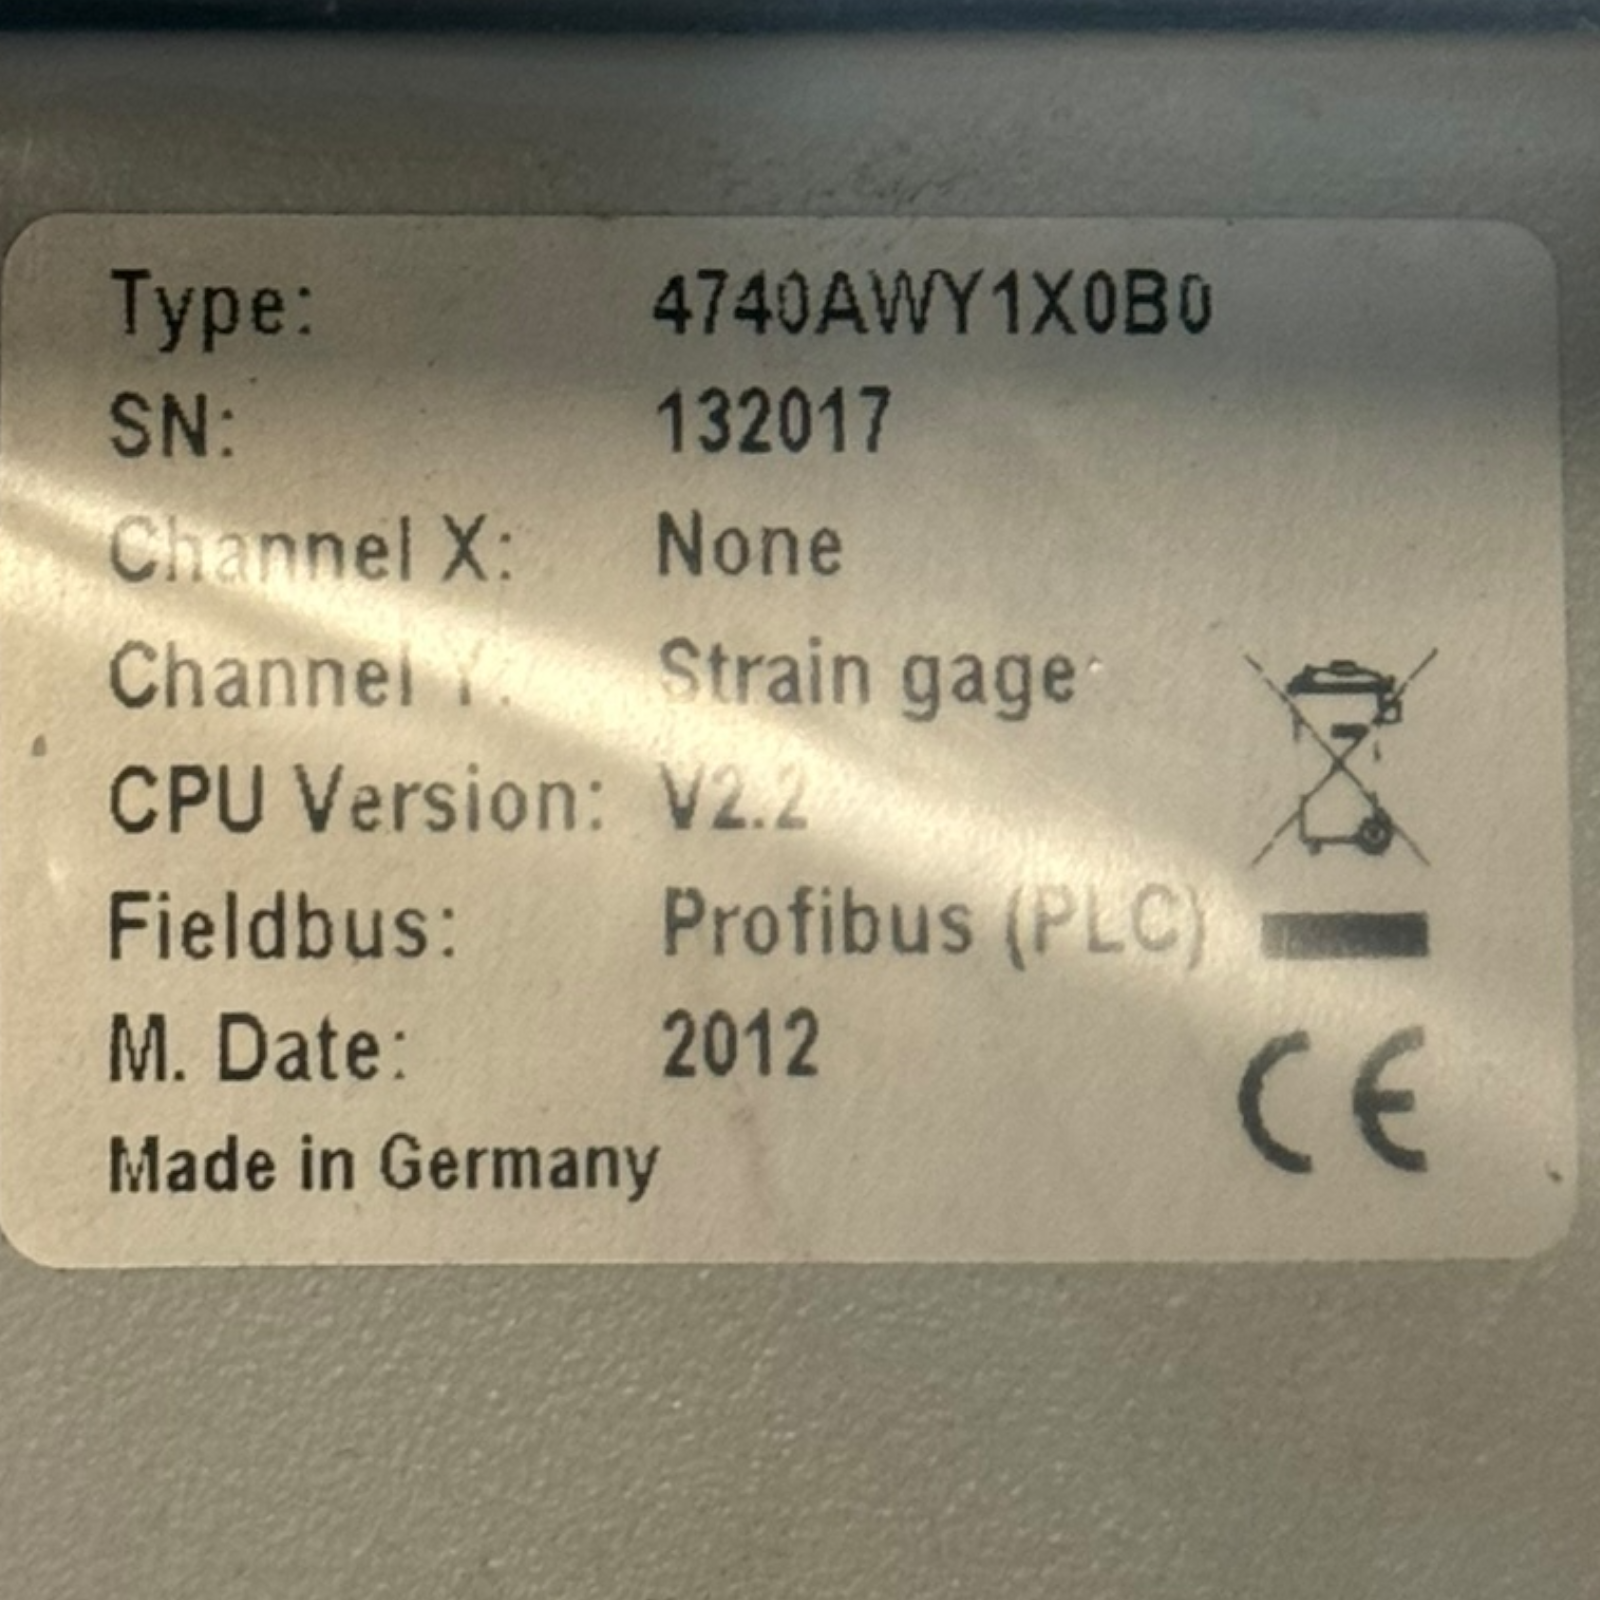 Type: 4740AWY1X0B0
SN: 132017
Channel X: None
Channel Y: Strain gage
CPU Version: V2.2
Fieldbus: Profibus (PLC)
M. Date: 2012
Made in Germany
CE